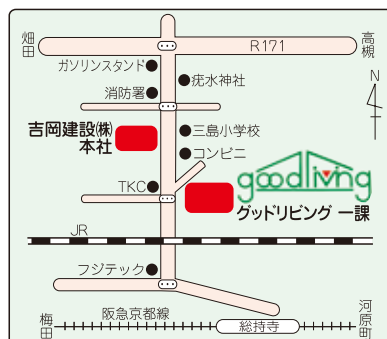 畑田
R171
高槻
ガソリンスタンド
疣水神社
N
消防署
吉岡建設㈱
本社
三島小学校
コンビニ
goodliving
TKC
グッドリビング 一課
JR
フジテック
阪急京都線
梅田
総持寺
河原町